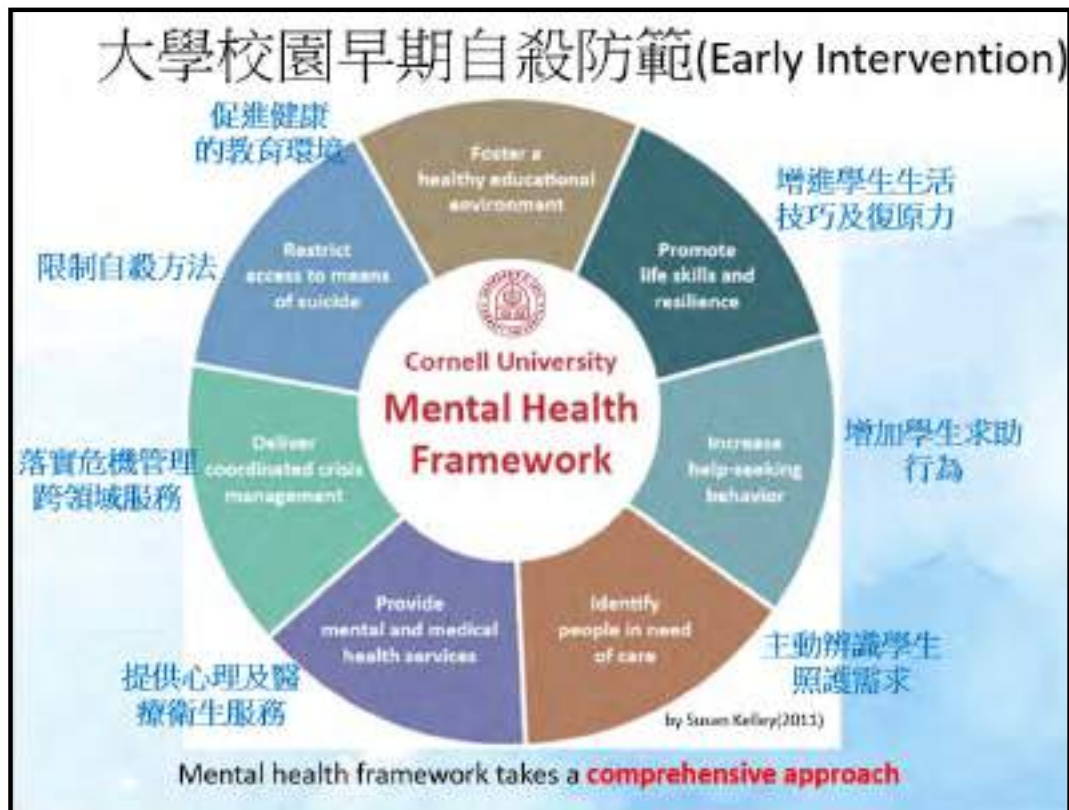 大學校園早期自殺防範(Early Intervention)
促進健康
的教育環境
Foster a
healthy educational
environment
增進學生生活
技巧及復原力
Promote
life skills and
resilience
限制自殺方法
Restrict
access to means
of suicide
Cornell University
Mental Health
Framework
增加學生求助
行為
Increase
help-seeking
behavior
落實危機管理
跨領域服務
Deliver
coordinated crisis
management
Provide
mental and medical
health services
Identify
people in need
of care
主動辨識學生
照護需求
提供心理及醫
療衛生服務
by Susan Kelley(2011)
Mental health framework takes a comprehensive approach